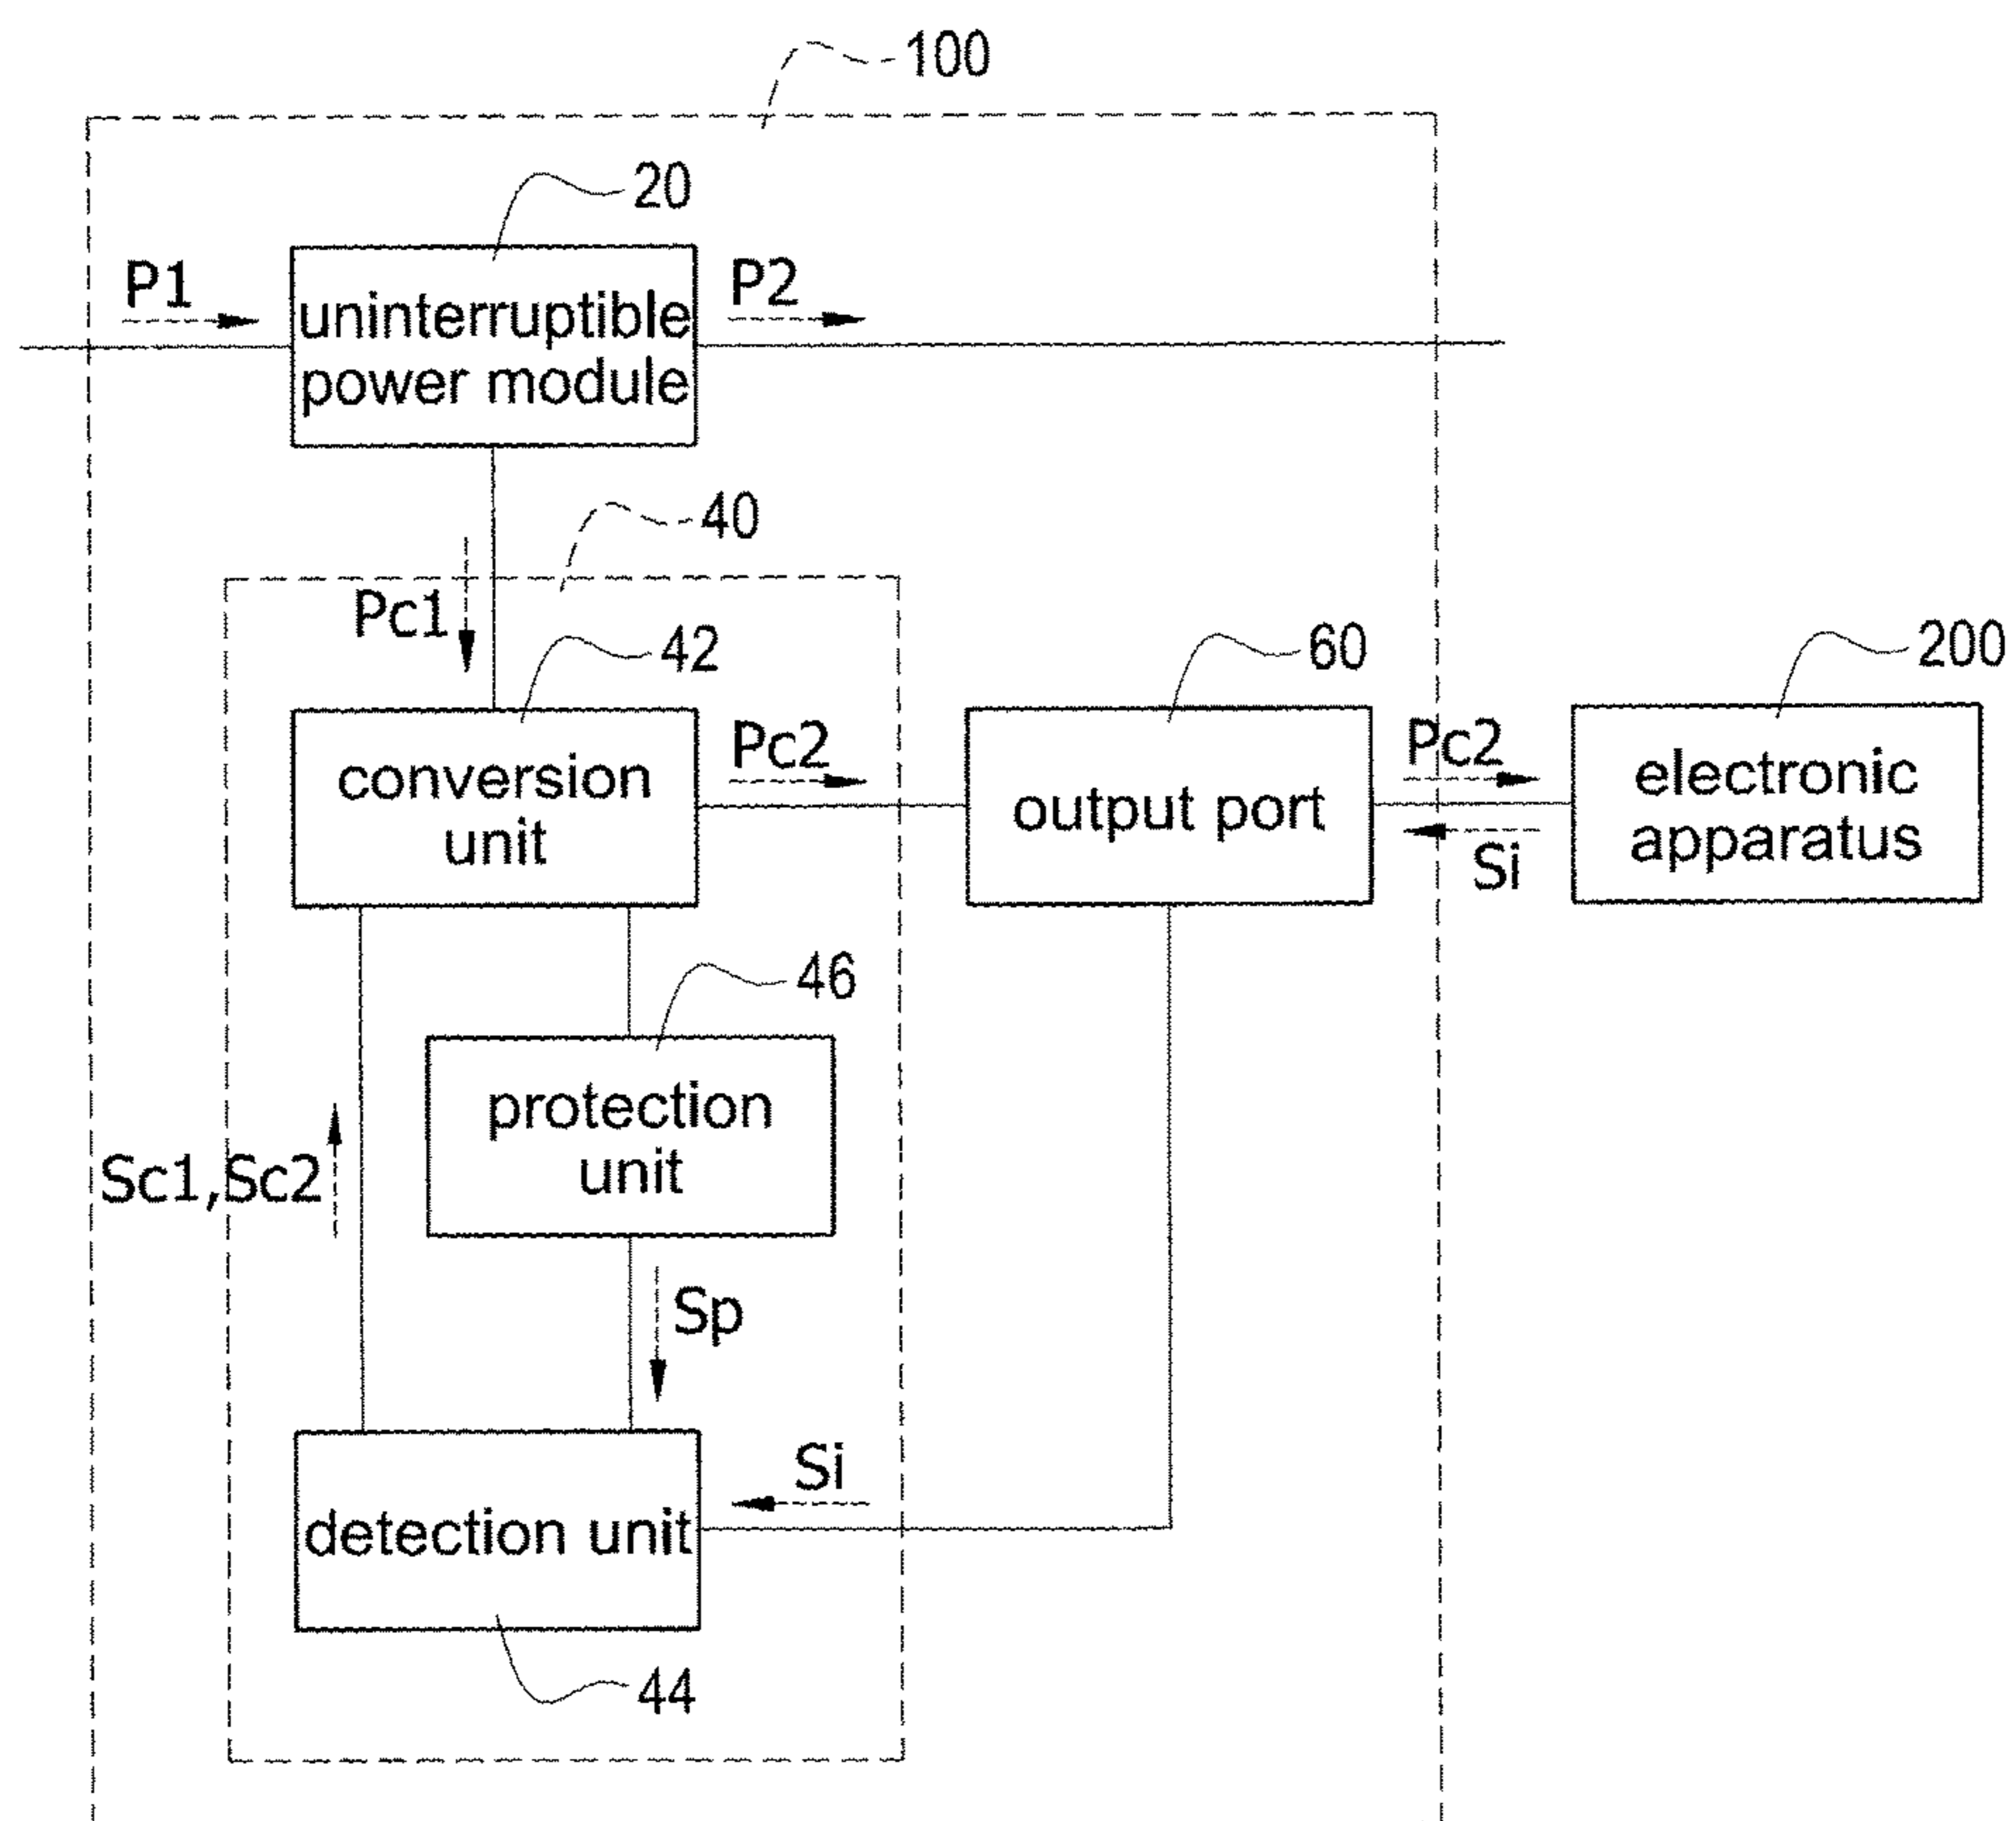 100
20
P1
P2
uninterruptible
power module
40
Pc1
42
60
200
conversion
unit
Pc2
output port
Pc2
Si
electronic
apparatus
46
protection
unit
Sc1,Sc2
Sp
Si
detection unit
44